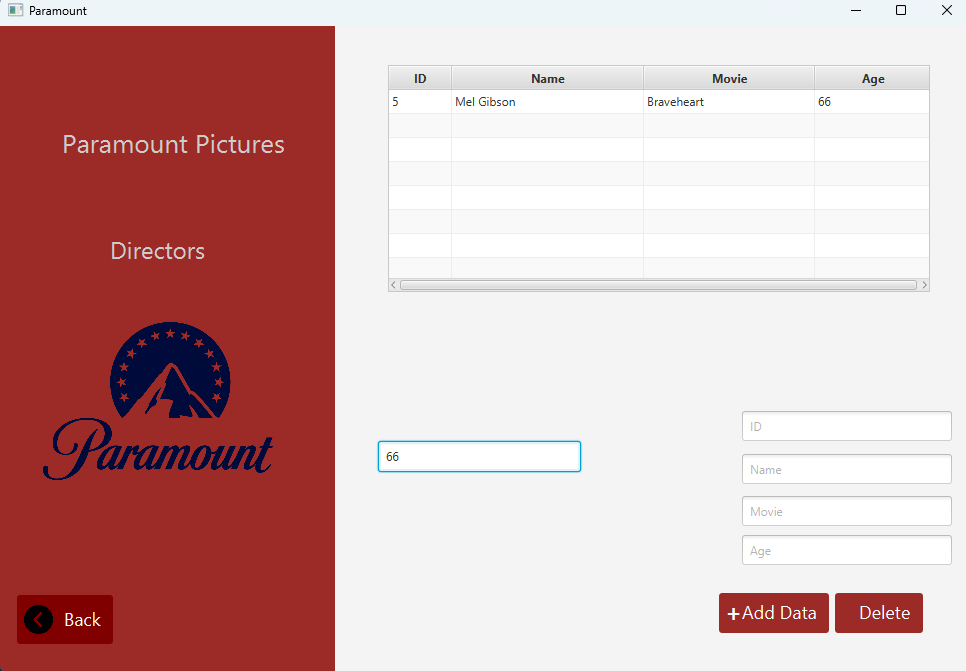 Paramount
Paramount Pictures
Directors
Paramount
Back
ID Name Movie Age
5 Mel Gibson Braveheart 66
66
ID
Name
Movie
Age
+Add Data
Delete